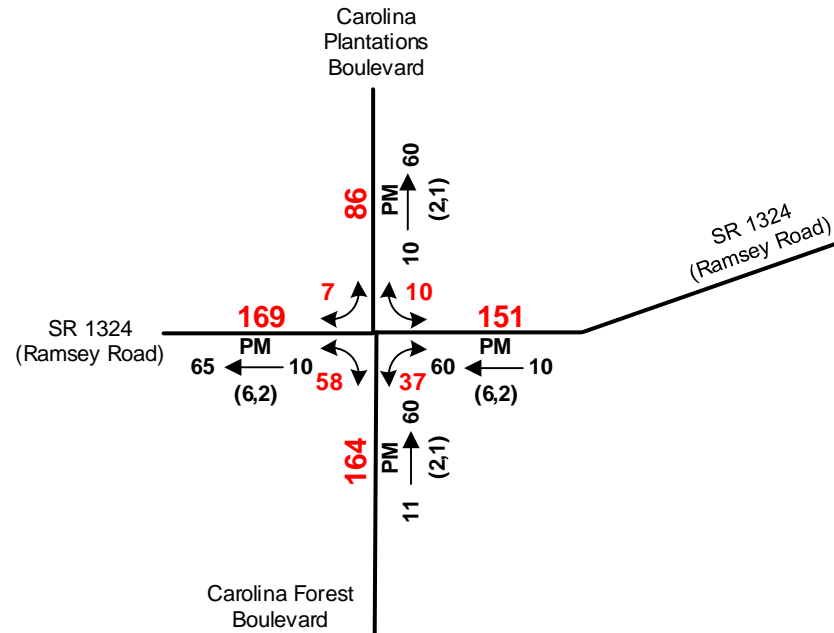 Carolina
Plantations
Boulevard
86
PM
60
10
(2,1)
SR 1324
(Ramsey Road)
7
10
SR 1324
(Ramsey Road)
169
PM
65
10
(6,2)
151
PM
60
10
(6,2)
58
37
164
PM
60
11
(2,1)
Carolina Forest
Boulevard